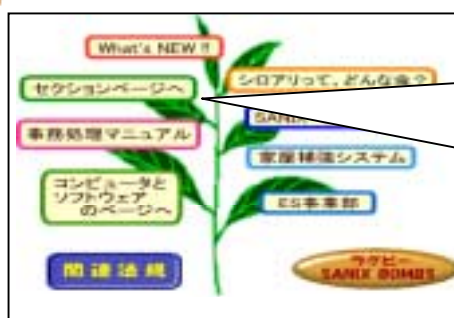 What's NEW !!
セクションページへ
シロアリって、どんな虫?
SANIX
事務処理マニュアル
家屋補強システム
コンピュータと
ソフトウェア
のページへ
ES事業部
関連法規
ラグビー
SANIX BOMBS